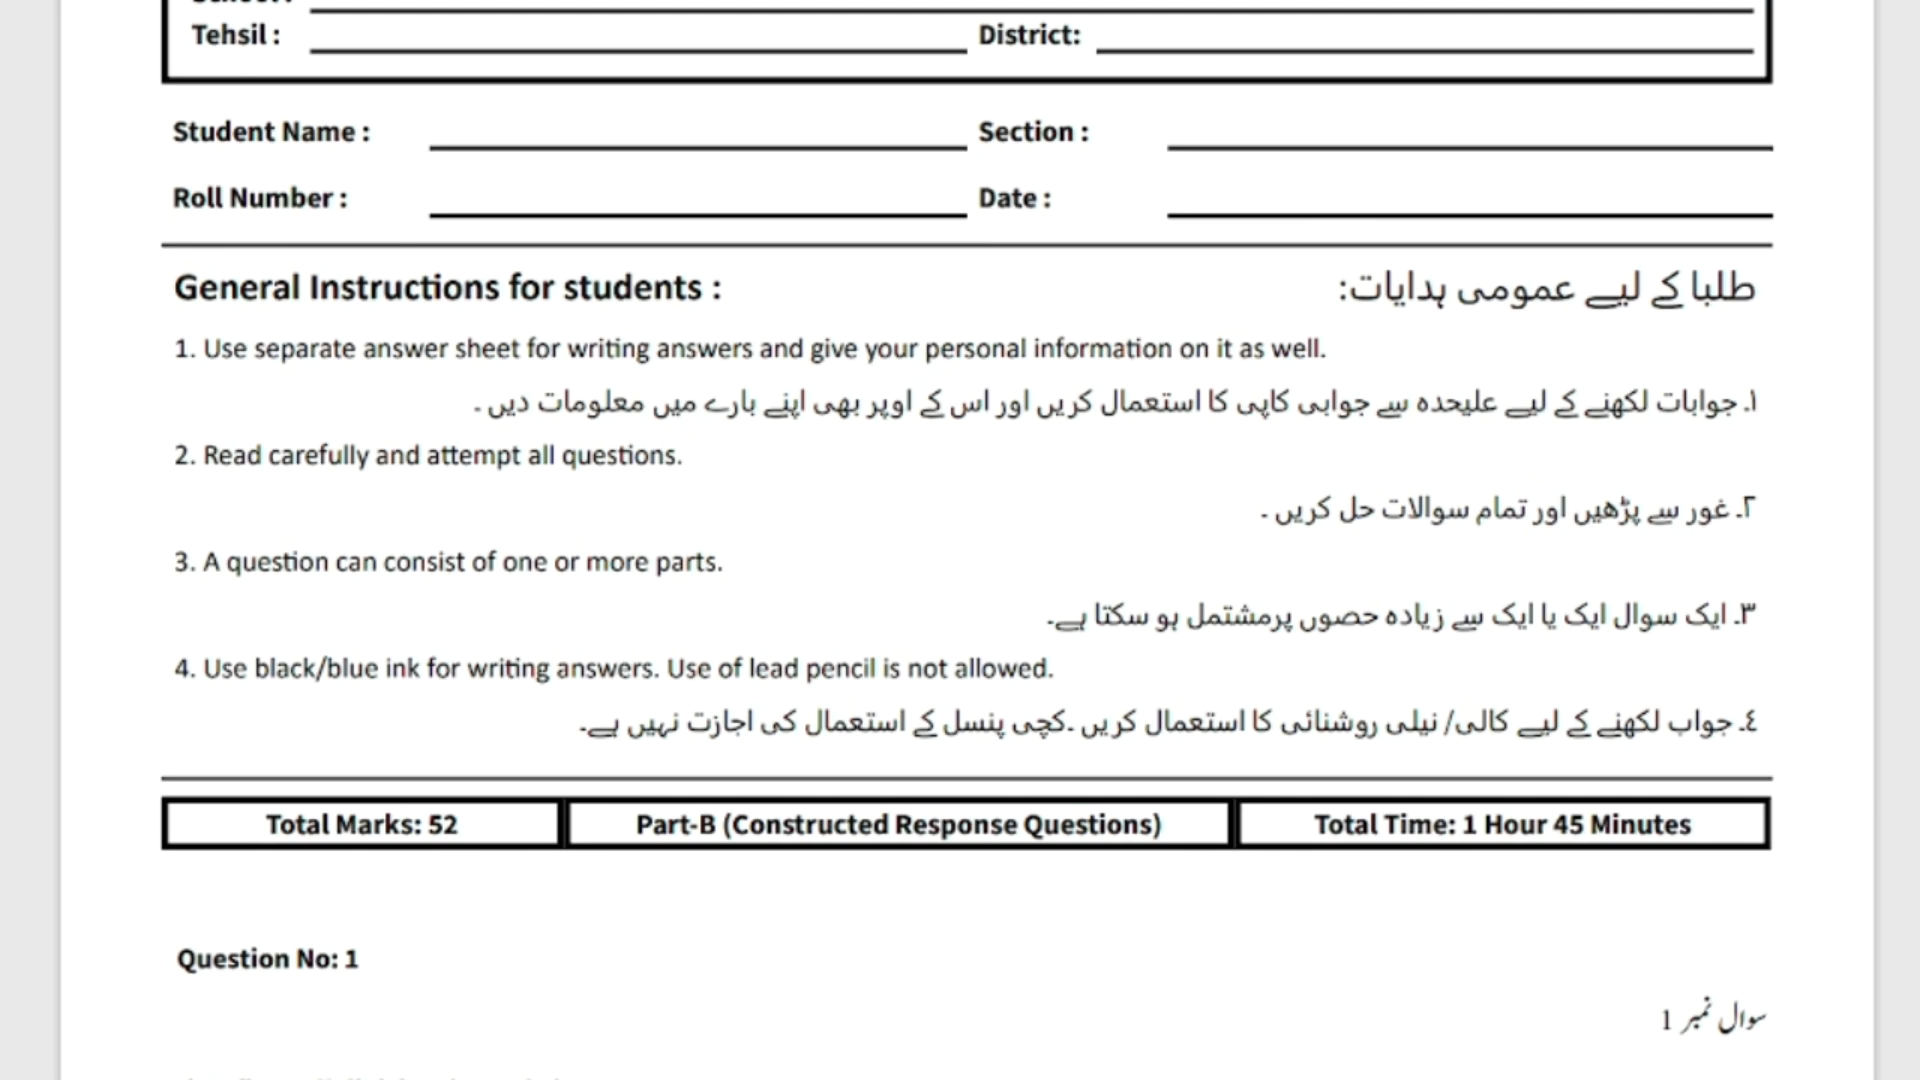 Tehsil : District:
Student Name : Section :
Roll Number : Date :
General Instructions for students : طلبا کے لیے عمومی ہدایات:
1. Use separate answer sheet for writing answers and give your personal information on it as well.
١. جوابات لکھنے کے لیے علیحدہ سے جوابی کاپی کا استعمال کریں اور اس کے اوپر بھی اپنے بارے میں معلومات دیں ۔
2. Read carefully and attempt all questions.
٢. غور سے پڑھیں اور تمام سوالات حل کریں ۔
3. A question can consist of one or more parts.
٣. ایک سوال ایک یا ایک سے زیادہ حصوں پرمشتمل ہو سکتا ہے۔
4. Use black/blue ink for writing answers. Use of lead pencil is not allowed.
٤. جواب لکھنے کے لیے کالی/ نیلی روشنائی کا استعمال کریں ۔کچی پنسل کے استعمال کی اجازت نہیں ہے۔
Total Marks: 52 Part-B (Constructed Response Questions) Total Time: 1 Hour 45 Minutes
Question No: 1
سوال نمبر 1